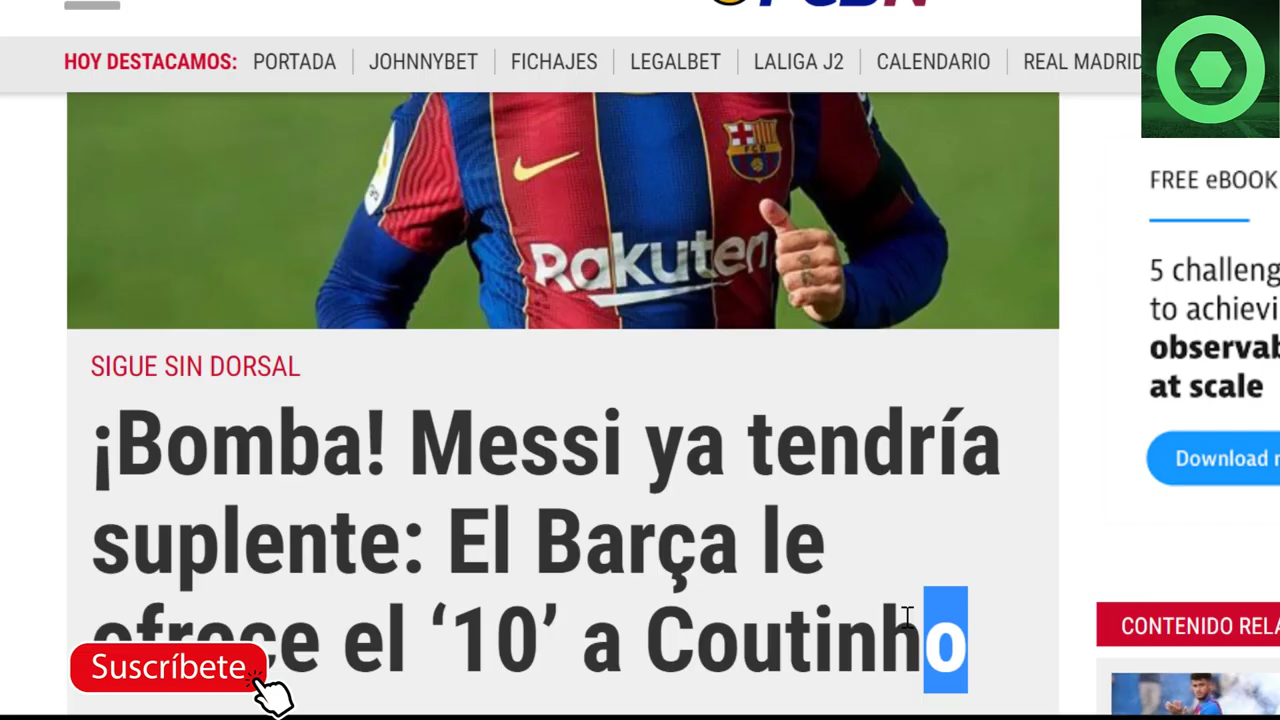 FCBN
HOY DESTACAMOS: PORTADA JOHNNYBET FICHAJES LEGALBET LALIGA J2 CALENDARIO REAL MADRID
FCB
Rakuten
FREE eBOOK
5 challeng
to achievi
observab
at scale
Download
SIGUE SIN DORSAL
¡Bomba! Messi ya tendría
suplente: El Barça le
ofrece el ‘10’ a Coutinho
Suscríbete
CONTENIDO RELA